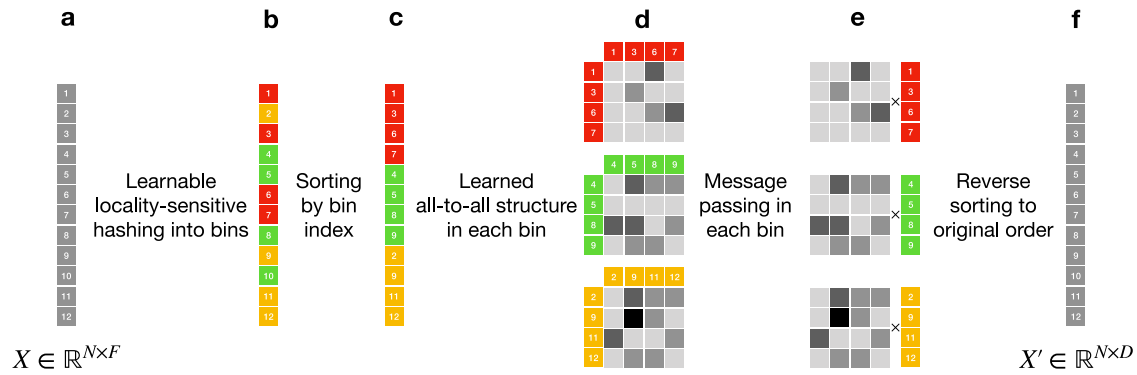 a b c d e f
1 3 6 7
1 1 1
1 1 1 3 3
2 2 3 6 6
3 3 6 7 7
4 4 7
5 5 4 4 5 8 9
6 6 5 4 4
7 7 8 5 5
8 8 9 8 8
9 9 2 9 9
10 10 9 2 9 11 12
11 11 11 2 2
12 12 12 9 9
11 11
12 12
1
2
3
4
5
6
7
8
9
10
11
12
Learnable
locality-sensitive
hashing into bins
Sorting
by bin
index
Learned
all-to-all structure
in each bin
Message
passing in
each bin
× × ×
Reverse
sorting to
original order
X ∈ ℝ^{N×F}
X′ ∈ ℝ^{N×D}